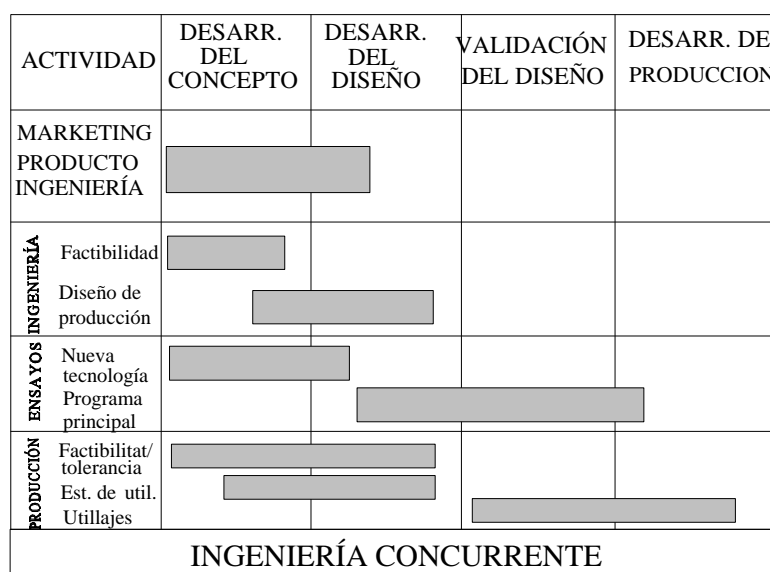 ACTIVIDAD
DESARR.
DEL
CONCEPTO
DESARR.
DEL
DISEÑO
VALIDACIÓN
DEL DISEÑO
DESARR. DE
PRODUCCION
MARKETING
PRODUCTO
INGENIERÍA
INGENIERÍA
Factibilidad
Diseño de
producción
ENSAYOS
Nueva
tecnología
Programa
principal
PRODUCCIÓN
Factibilitat/
tolerancia
Est. de util.
Utillajes
INGENIERÍA CONCURRENTE